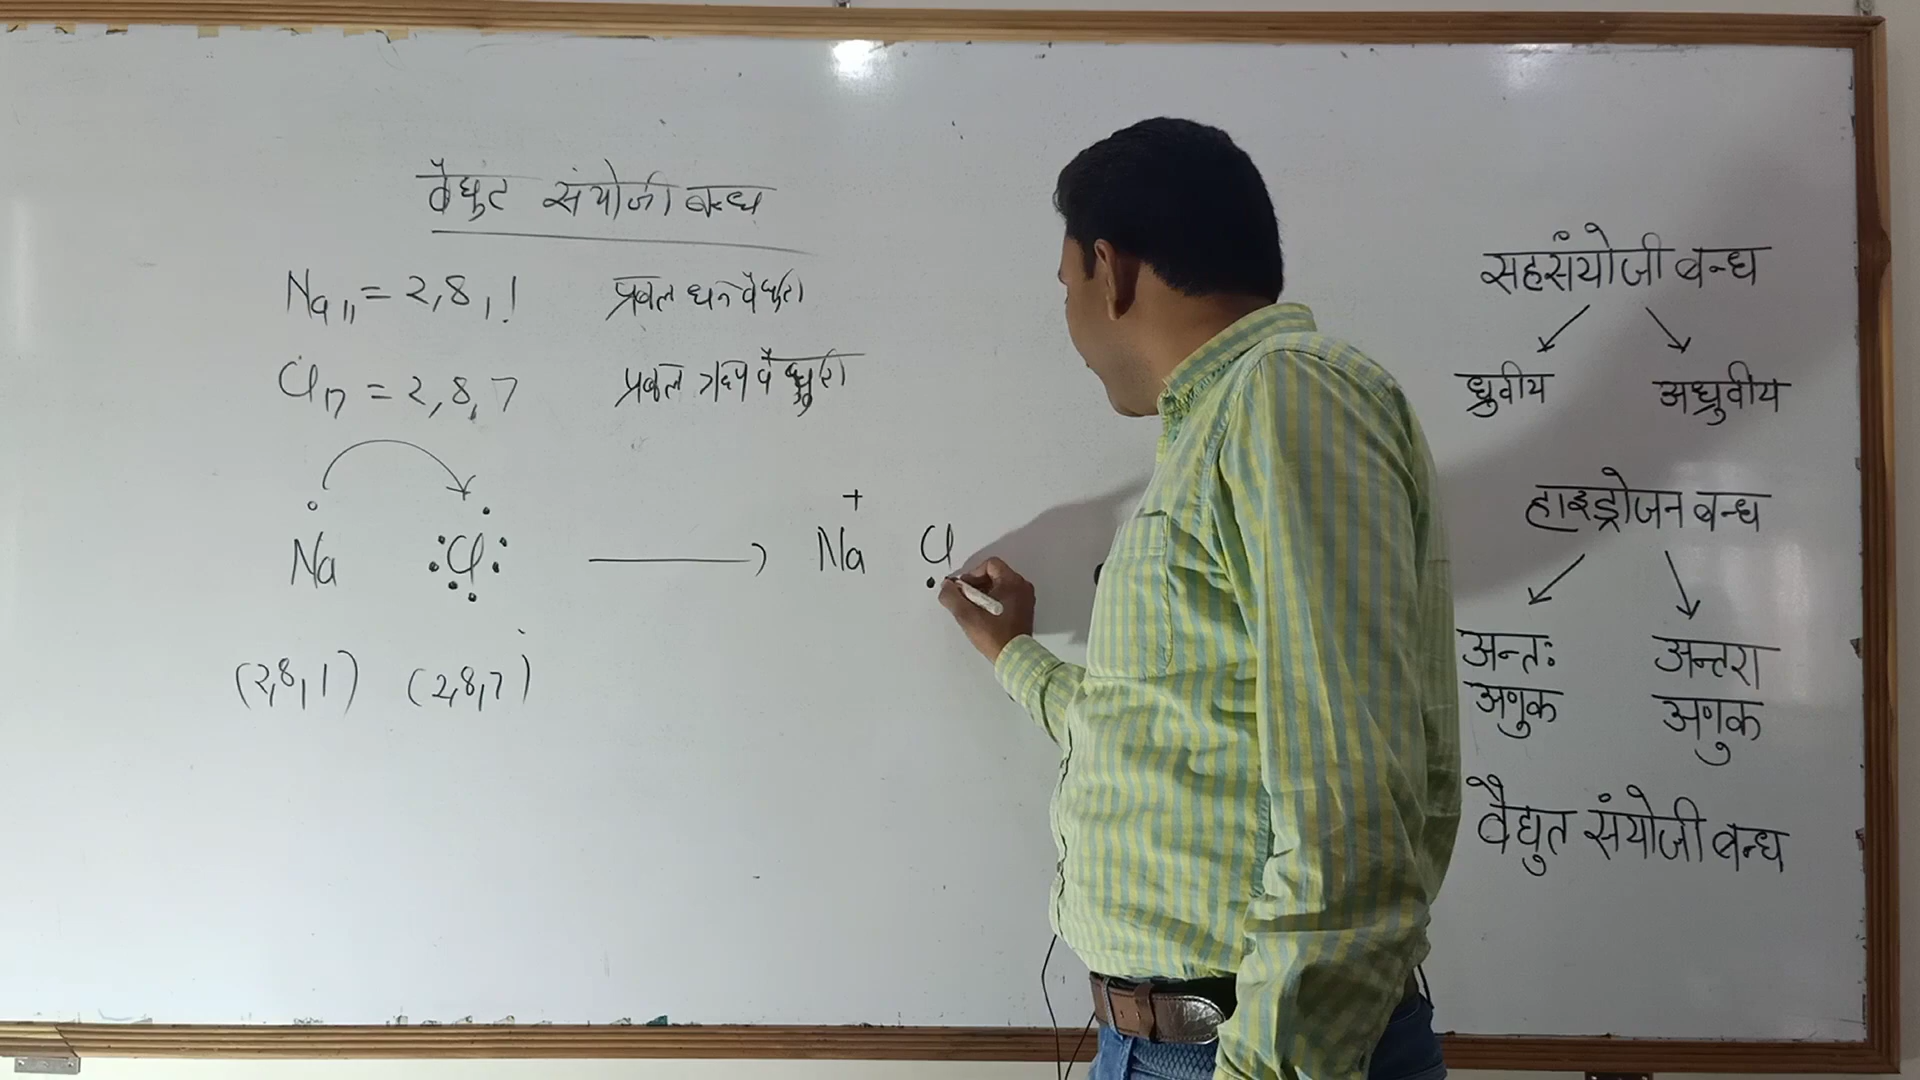 वैद्युत संयोजी बन्ध
Na₁₁ = 2,8,1 प्रबल धन वैद्युती
Cl₁₇ = 2,8,7 प्रबल ऋण वैद्युती
Na Cl ⟶ Na⁺ Cl
(2,8,1) (2,8,7)
सहसंयोजी बन्ध
ध्रुवीय अध्रुवीय
हाइड्रोजन बन्ध
अन्तः अन्तरा
अणुक अणुक
वैद्युत संयोजी बन्ध